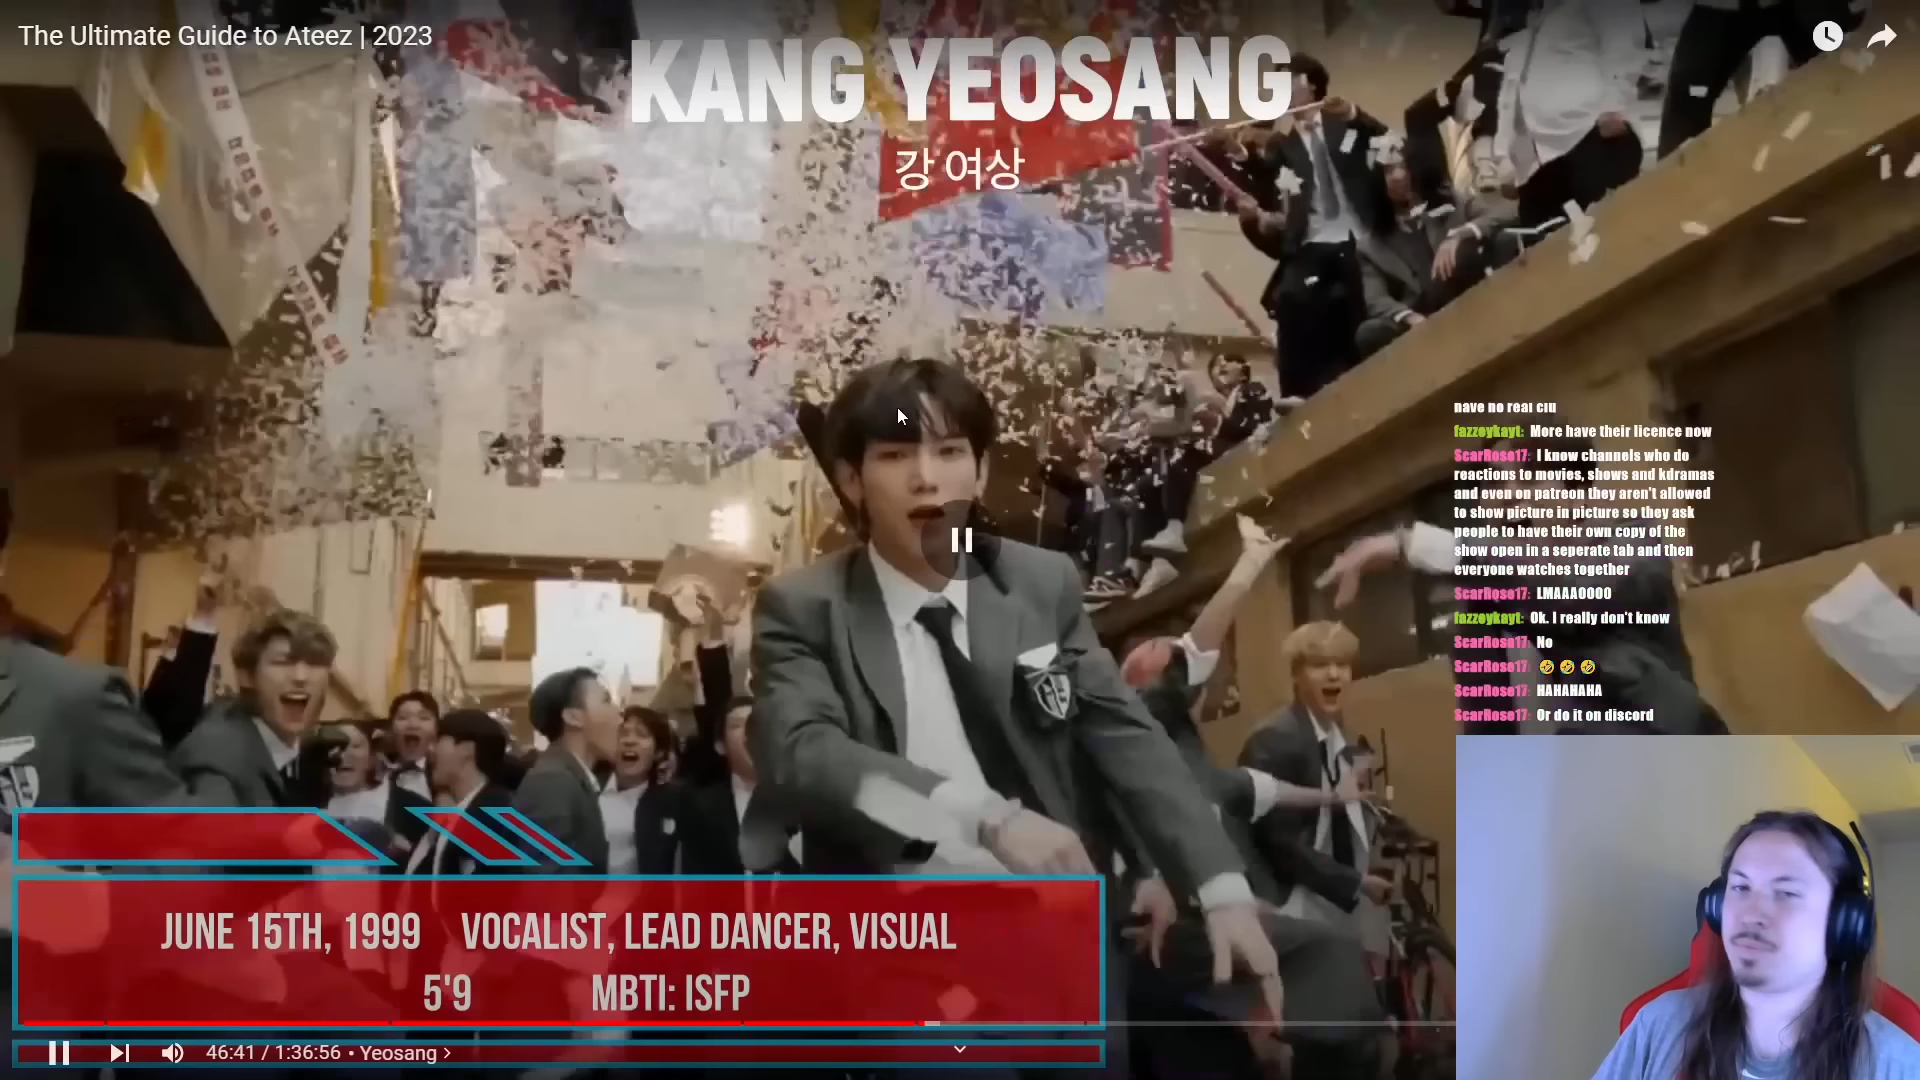 The Ultimate Guide to Ateez | 2023
KANG YEOSANG
강 여상
fazzeykayt: More have their licence now
ScarRose17: I know channels who do
reactions to movies, shows and kdramas
and even on patreon they aren't allowed
to show picture in picture so they ask
people to have their own copy of the
show open in a seperate tab and then
everyone watches together
ScarRose17: LMAAAOOOO
fazzeykayt: Ok. I really don't know
ScarRose17: No
ScarRose17: 🤣 🤣 🤣
ScarRose17: HAHAHAHA
ScarRose17: Or do it on discord
JUNE 15TH, 1999 VOCALIST, LEAD DANCER, VISUAL
5'9 MBTI: ISFP
46:41 / 1:36:56 • Yeosang >